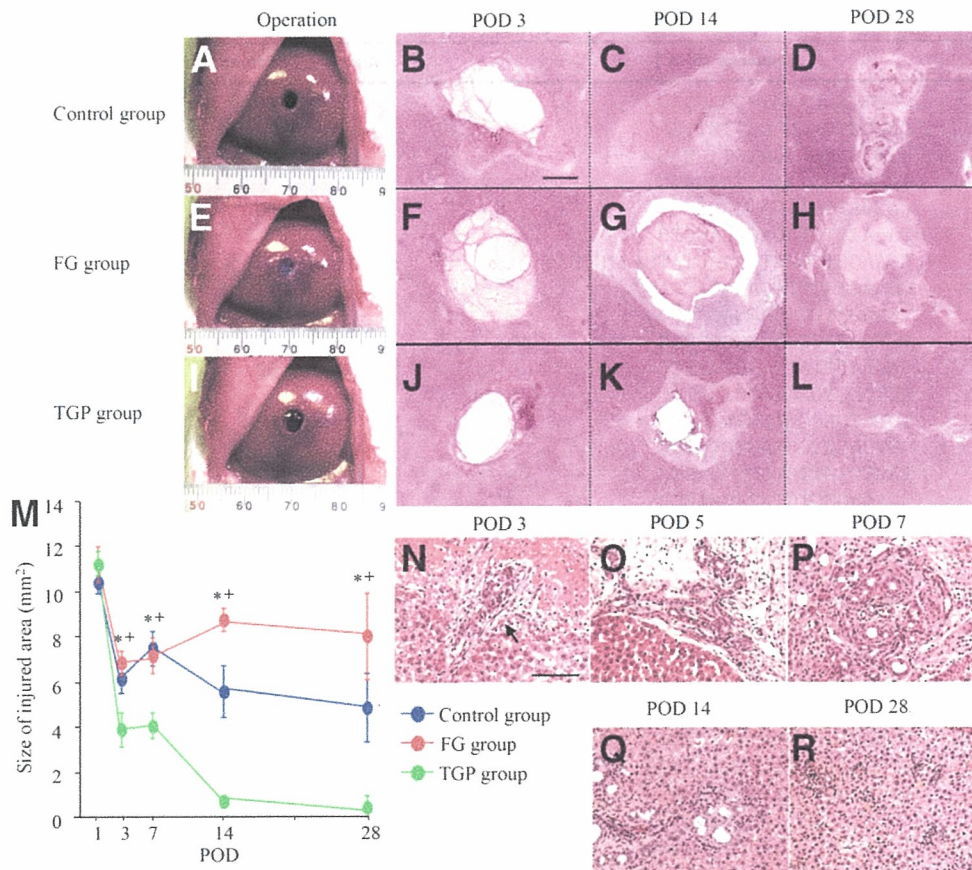 Operation POD 3 POD 14 POD 28
Control group
A B C D
50 60 70 80 9
FG group
E F G H
50 60 70 80 9
TGP group
I J K L
50 60 70 80 9
M
Size of injured area (mm²)
14
12
10
8
6
4
2
0
*+ *+ *+ *+
1 3 7 14 28
POD
Control group
FG group
TGP group
POD 3 POD 5 POD 7
N O P
POD 14 POD 28
Q R